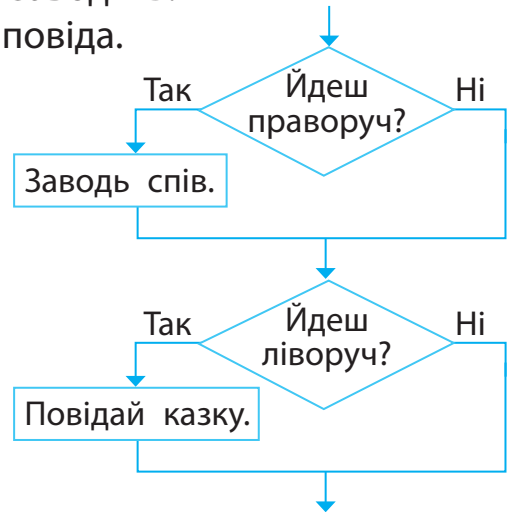 повіда.
Йдеш
праворуч?
Так
Ні
Заводь спів.
Йдеш
ліворуч?
Так
Ні
Повідай казку.